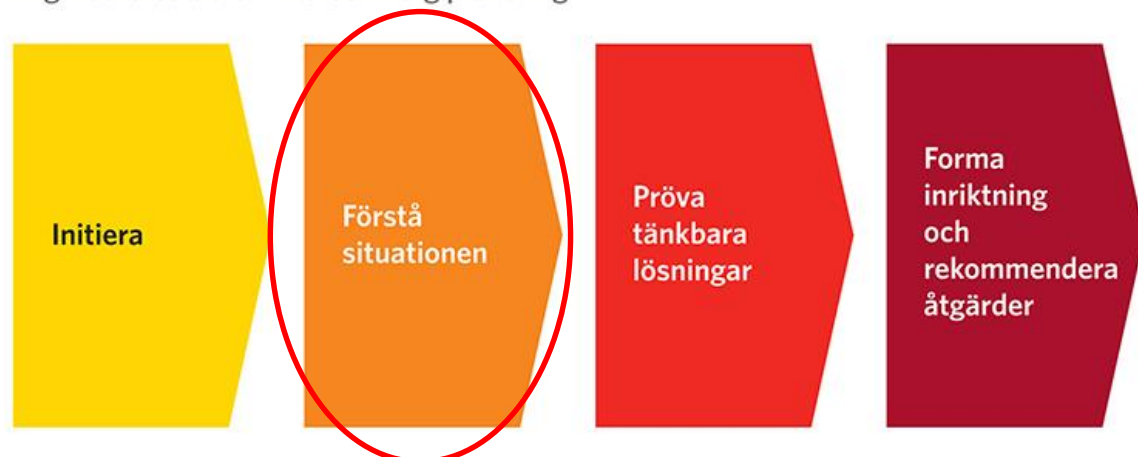 Initiera
Förstå
situationen
Pröva
tänkbara
lösningar
Forma
inriktning
och
rekommendera
åtgärder